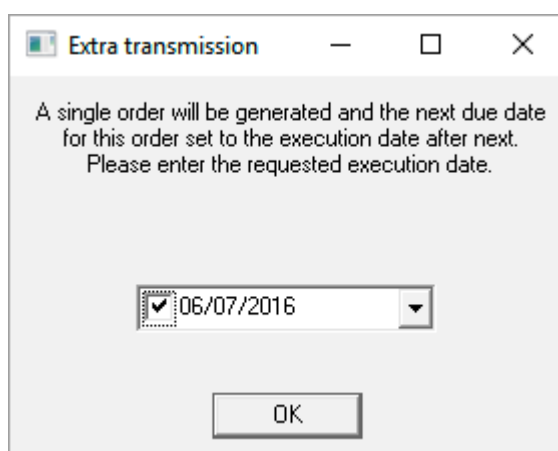 Extra transmission
A single order will be generated and the next due date
for this order set to the execution date after next.
Please enter the requested execution date.
06/07/2016
OK